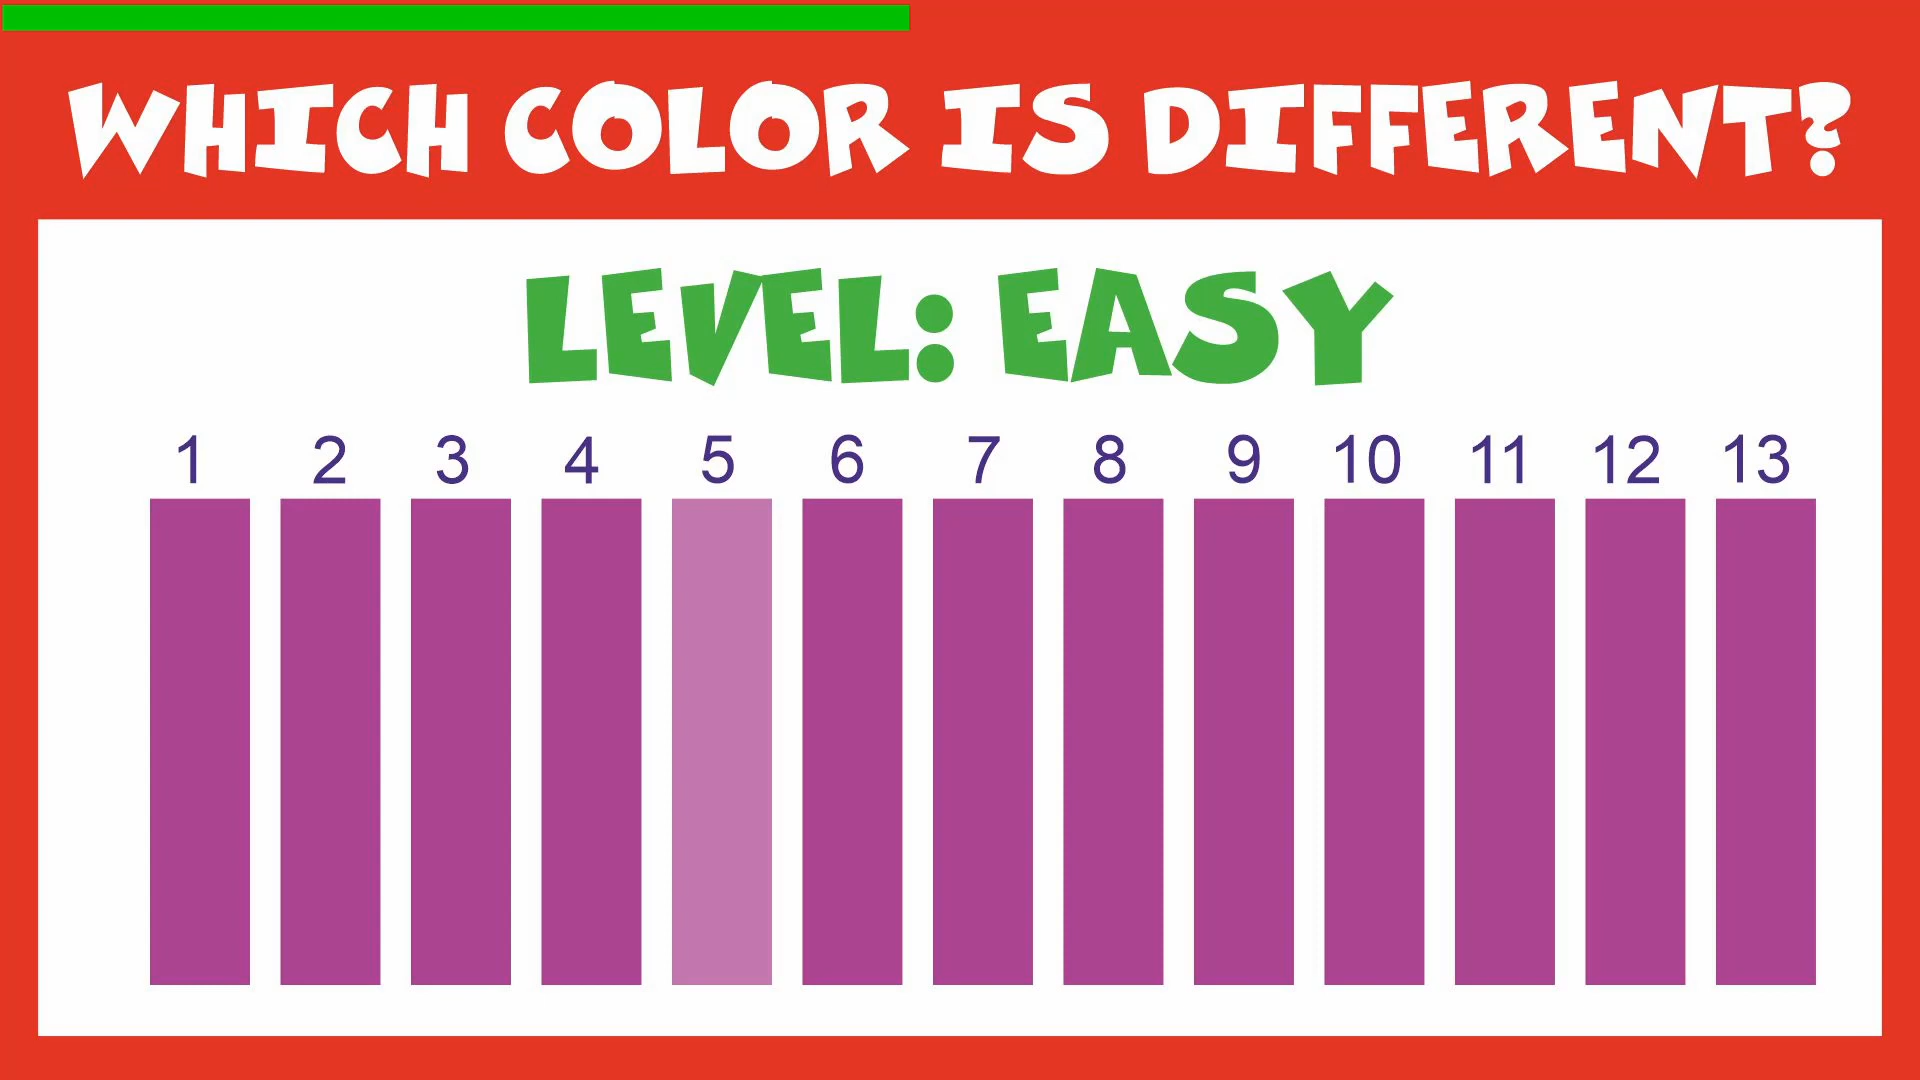 WHICH COLOR IS DIFFERENT?
LEVEL: EASY
1 2 3 4 5 6 7 8 9 10 11 12 13